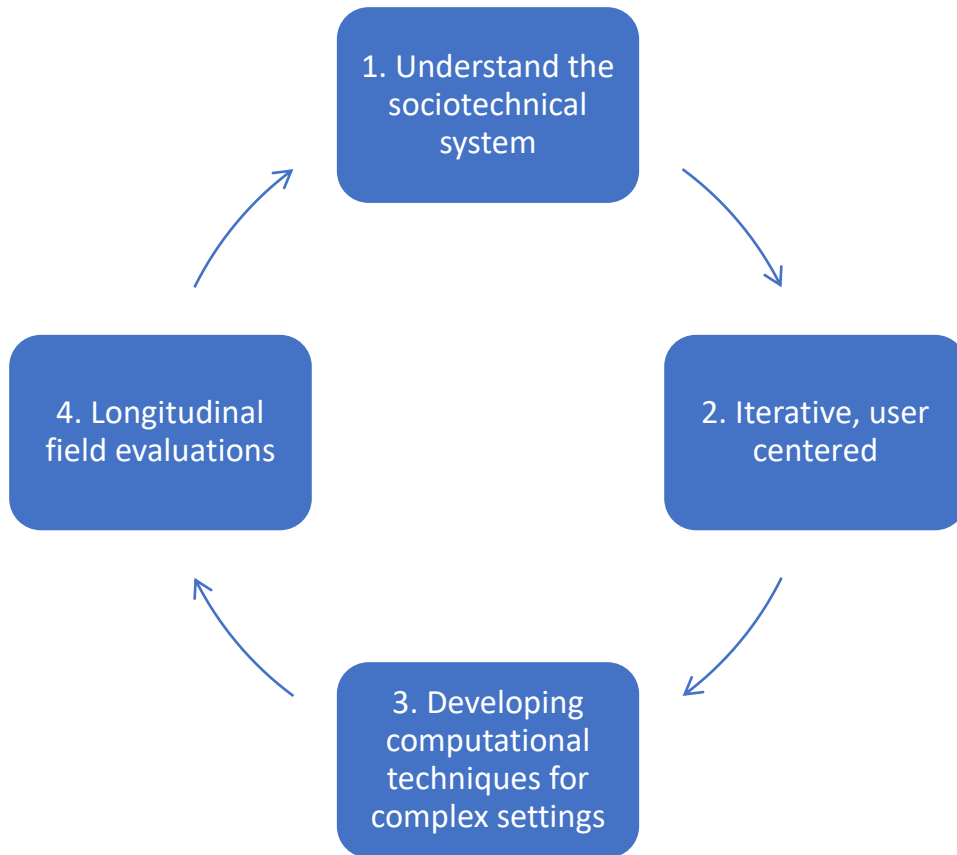 1. Understand the
sociotechnical
system
2. Iterative, user
centered
3. Developing
computational
techniques for
complex settings
4. Longitudinal
field evaluations